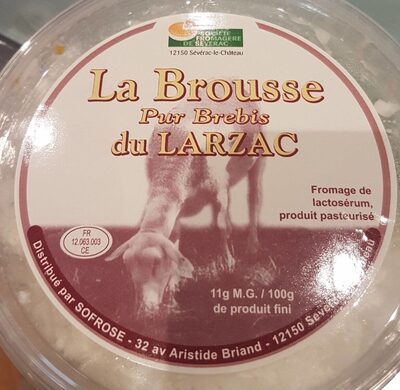 SOCIÉTÉ
FROMAGÈRE
DE SÉVÉRAC
12150 Sévérac-le-Château
La Brousse
Pur Brebis
du LARZAC
Fromage de
lactosérum,
produit pasteurisé
FR
12.063.003
CE
11g M.G. / 100g
de produit fini
Distribué par SOFROSE - 32 av Aristide Briand - 12150